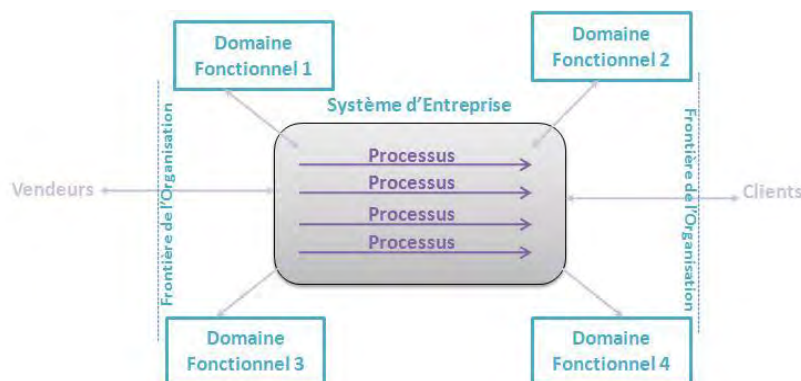 Domaine
Fonctionnel 1
Domaine
Fonctionnel 2
Système d'Entreprise
Frontière de l'Organisation
Frontière de l'Organisation
Processus
Processus
Processus
Processus
Vendeurs
Clients
Domaine
Fonctionnel 3
Domaine
Fonctionnel 4